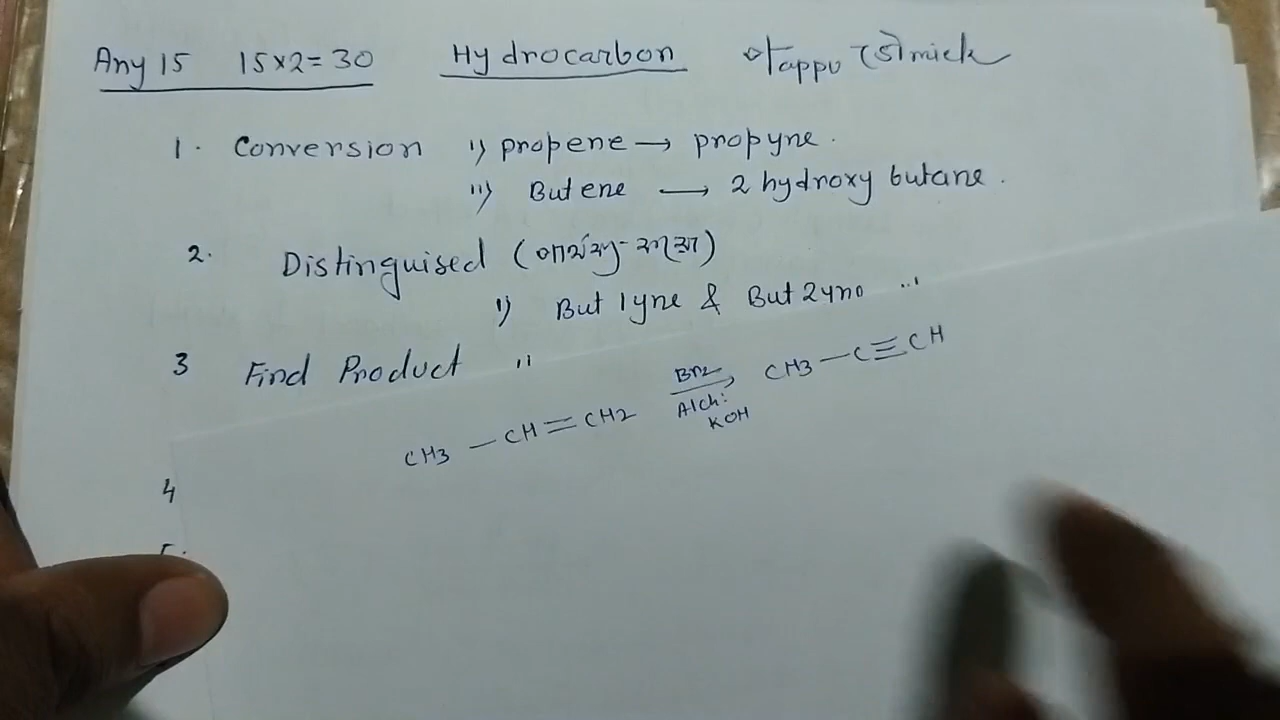 Any 15 15×2=30 Hydrocarbon
1. Conversion i) propene → propyne.
ii) Butene → 2 hydroxy butane.
2. Distinguised
i) But 1yne & But 2yno
3 Find Product "
CH3 — CH = CH2 Br2 Alch: KOH → CH3 — C ≡ CH
4